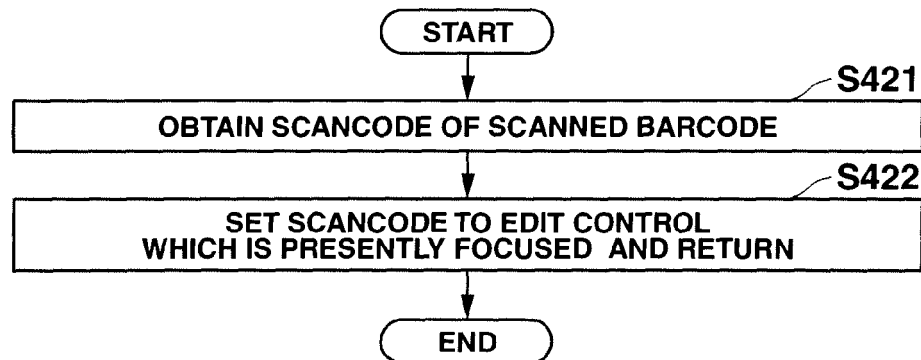 START
S421
OBTAIN SCANCODE OF SCANNED BARCODE
S422
SET SCANCODE TO EDIT CONTROL
WHICH IS PRESENTLY FOCUSED AND RETURN
END